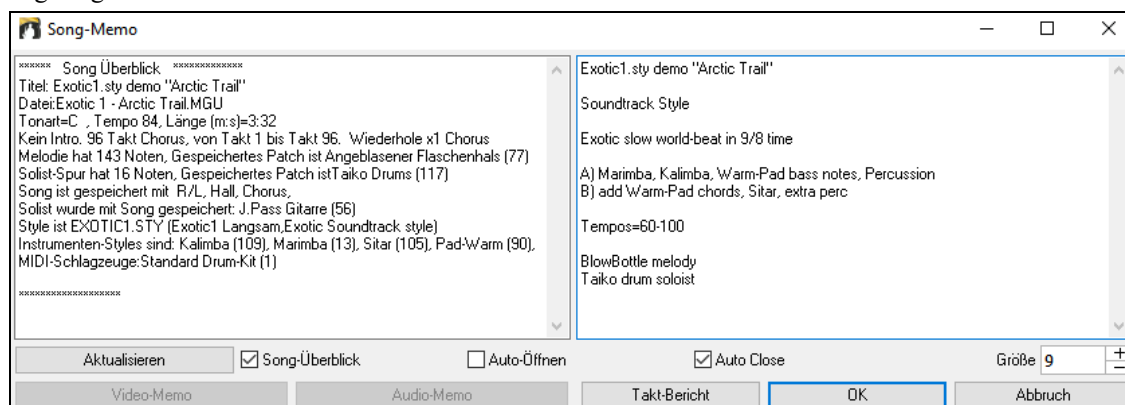 Song-Memo
****** Song Überblick *************
Titel: Exotic1.sty demo "Arctic Trail"
Datei:Exotic 1 - Arctic Trail.MGU
Tonart=C , Tempo 84, Länge (m:s)=3:32
Kein Intro. 96 Takt Chorus, von Takt 1 bis Takt 96. Wiederhole x1 Chorus
Melodie hat 143 Noten, Gespeichertes Patch ist Angeblasener Flaschenhals (77)
Solist-Spur hat 16 Noten, Gespeichertes Patch istTaiko Drums (117)
Song ist gespeichert mit R/L, Hall, Chorus,
Solist wurde mit Song gespeichert: J.Pass Gitarre (56)
Style ist EXOTIC1.STY (Exotic1 Langsam,Exotic Soundtrack style)
Instrumenten-Styles sind: Kalimba (109), Marimba (13), Sitar (105), Pad-Warm (90),
MIDI-Schlagzeuge:Standard Drum-Kit (1)
*******************
Exotic1.sty demo "Arctic Trail"
Soundtrack Style
Exotic slow world-beat in 9/8 time
A) Marimba, Kalimba, Warm-Pad bass notes, Percussion
B) add Warm-Pad chords, Sitar, extra perc
Tempos=60-100
BlowBottle melody
Taiko drum soloist
Aktualisieren Song-Überblick Auto-Öffnen Auto Close Größe 9
Video-Memo Audio-Memo Takt-Bericht OK Abbruch